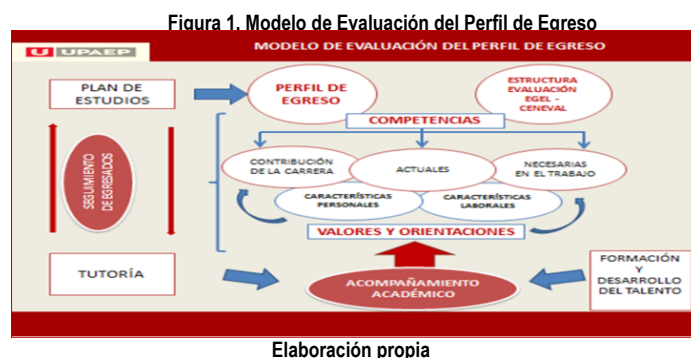 Figura 1. Modelo de Evaluación del Perfil de Egreso
U UPAEP
MODELO DE EVALUACIÓN DEL PERFIL DE EGRESO
PLAN DE
ESTUDIOS
PERFIL DE
EGRESO
ESTRUCTURA
EVALUACIÓN
EGEL -
CENEVAL
COMPETENCIAS
SEGUIMIENTO
DE EGRESADOS
CONTRIBUCIÓN
DE LA CARRERA
ACTUALES
NECESARIAS
EN EL TRABAJO
CARACTERÍSTICAS
PERSONALES
CARACTERÍSTICAS
LABORALES
VALORES Y ORIENTACIONES
TUTORÍA
ACOMPAÑAMIENTO
ACADÉMICO
FORMACIÓN
Y
DESARROLLO
DEL TALENTO
Elaboración propia